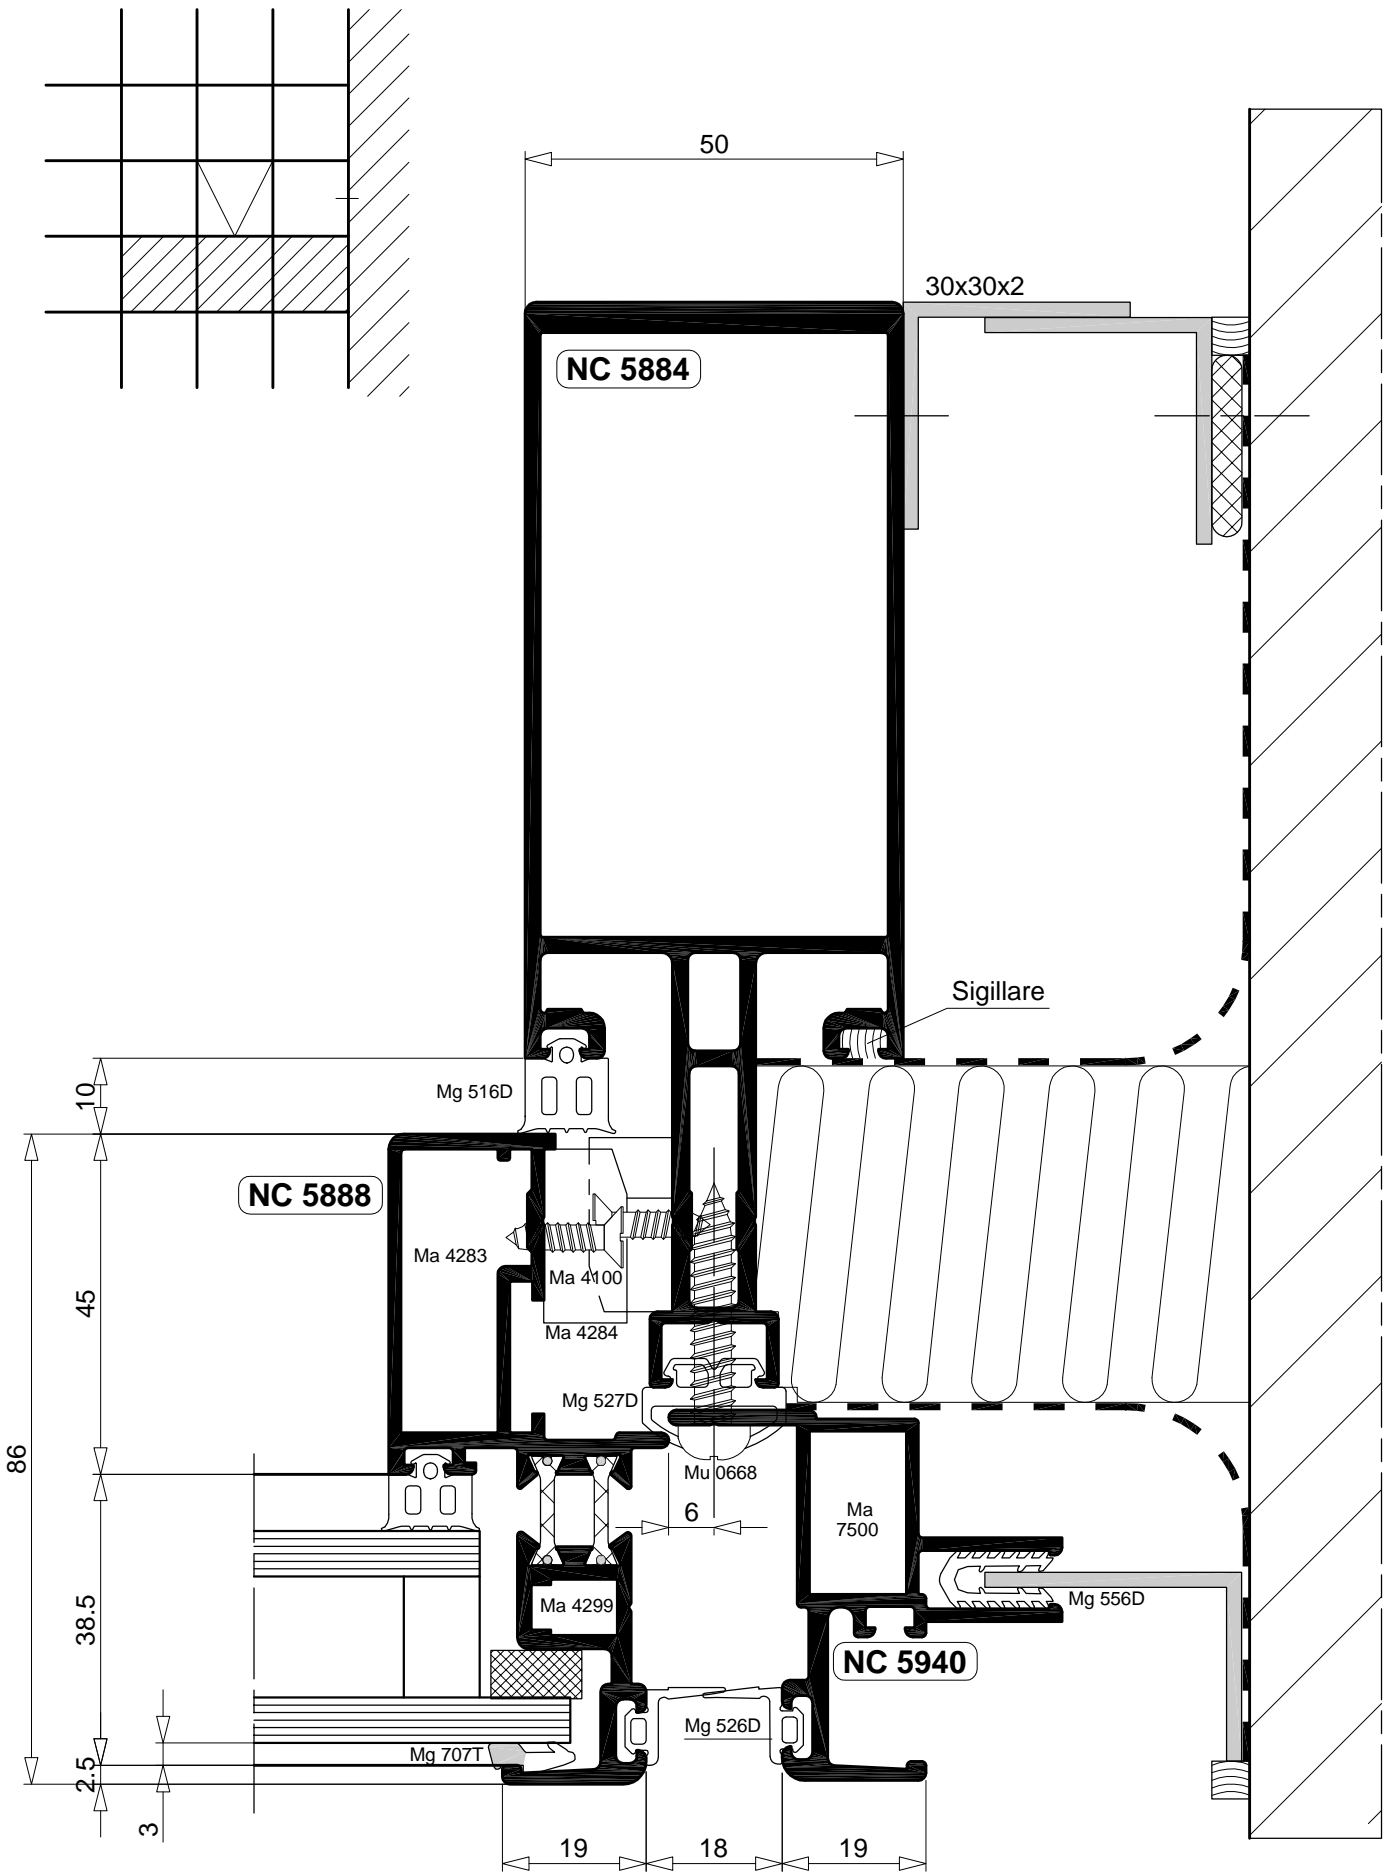 50
30x30x2
NC 5884
Sigillare
10
Mg 516D
NC 5888
Ma 4283
Ma 4100
45
Ma 4284
Mg 527D
86
Mu 0668
6
Ma
7500
38.5
Ma 4299
Mg 556D
NC 5940
Mg 526D
Mg 707T
2.5
3
19
18
19